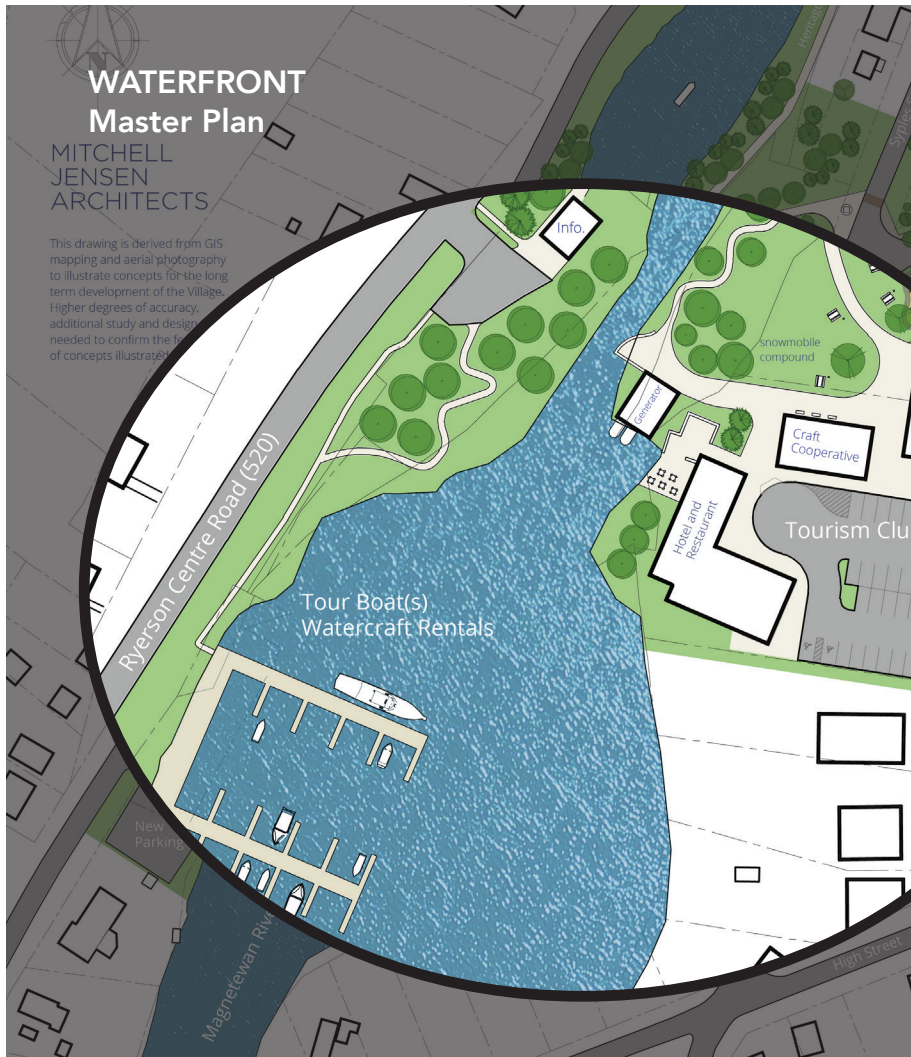 N
WATERFRONT
Master Plan
MITCHELL
JENSEN
ARCHITECTS
This drawing is derived from GIS
mapping and aerial photography
to illustrate concepts for the long
term development of the Village.
Higher degrees of accuracy,
additional study and design
needed to confirm the
of concepts illustrated
Info.
snowmobile
compound
Generator
Craft
Cooperative
Hotel and
Restaurant
Tourism Clu
Ryerson Centre Road (520)
Tour Boat(s)
Watercraft Rentals
New
Parking
Magnetewan Rive
High Street